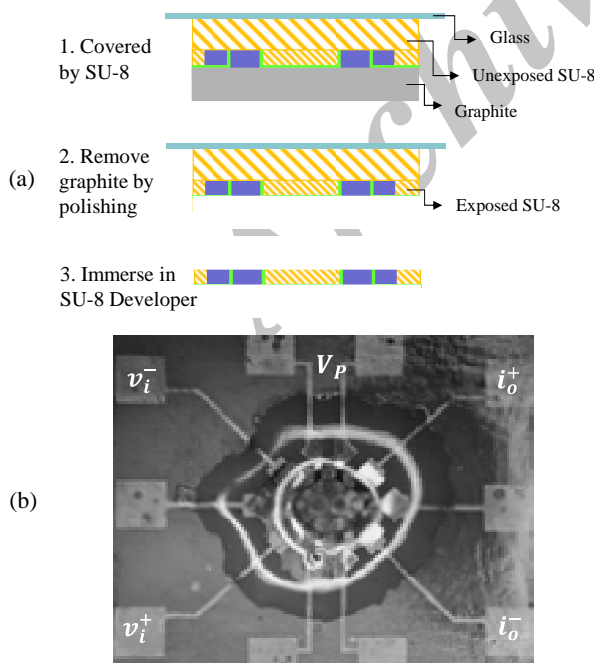 1. Covered
by SU-8
Glass
Unexposed SU-8
Graphite
(a)
2. Remove
graphite by
polishing
Exposed SU-8
3. Immerse in
SU-8 Developer
(b)
v_i^-
V_P
i_o^+
v_i^+
i_o^-